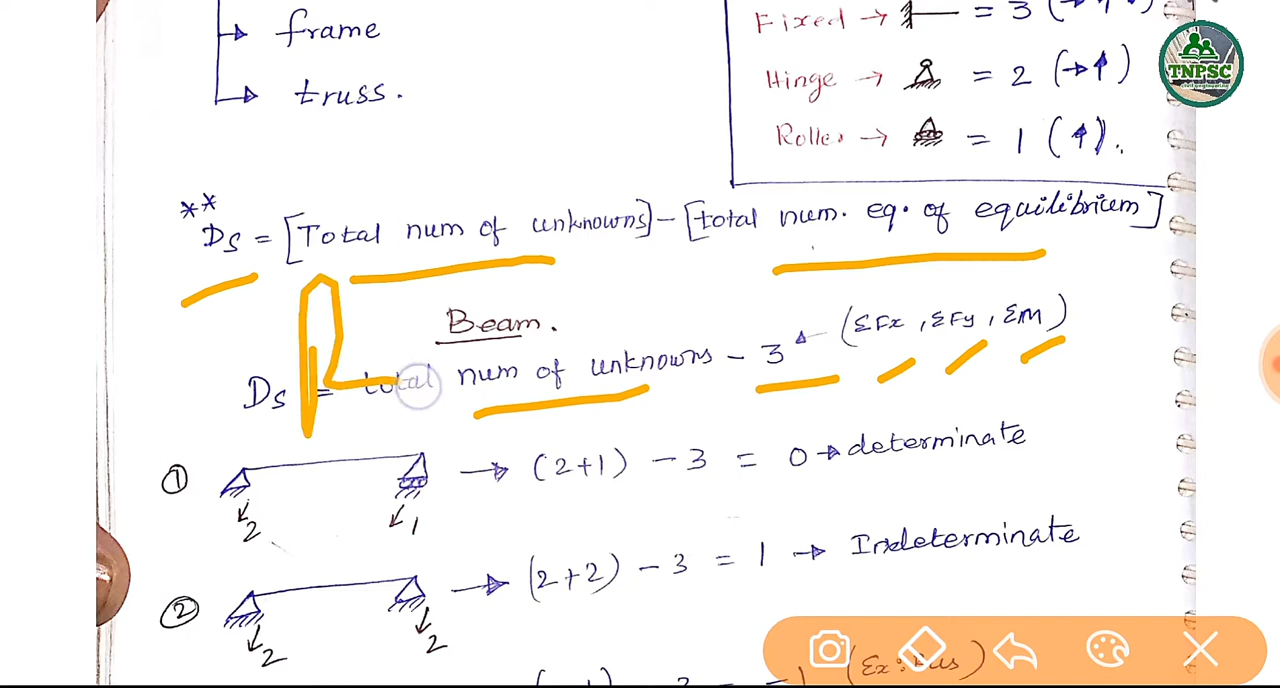 frame
truss.
Fixed → = 3
Hinge → = 2 (→↑)
Roller → = 1 (↑).
TNPSC
** Ds = [Total num of unknowns] - [total num. eq. of equilibrium]
Beam.
Ds = total num of unknowns - 3 ← (ΣFx, ΣFy, ΣM)
① → (2+1) - 3 = 0 → determinate
2 1
② → (2+2) - 3 = 1 → Indeterminate
2 2
- 1 (Ex: